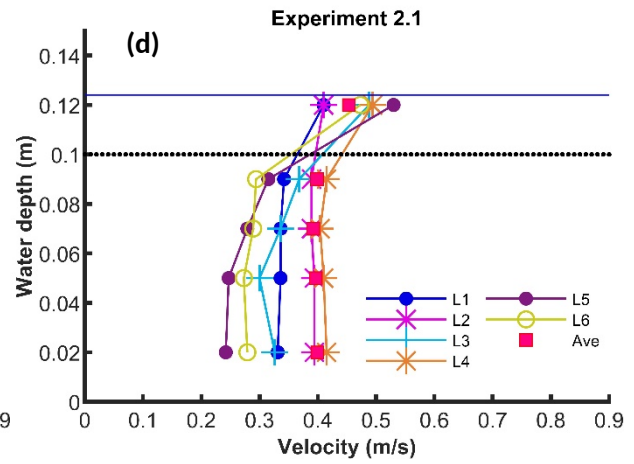 Experiment 2.1
(d)
Water depth (m)
0.14
0.12
0.1
0.08
0.06
0.04
0.02
0
L1
L2
L3
L4
L5
L6
Ave
9
0 0.1 0.2 0.3 0.4 0.5 0.6 0.7 0.8 0.9
Velocity (m/s)